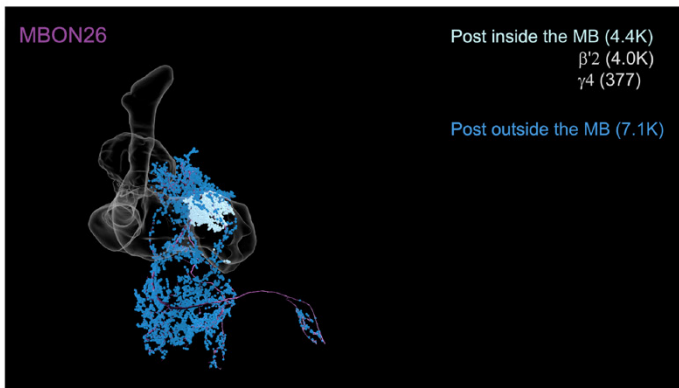 MBON26
Post inside the MB (4.4K)
β'2 (4.0K)
γ4 (377)
Post outside the MB (7.1K)